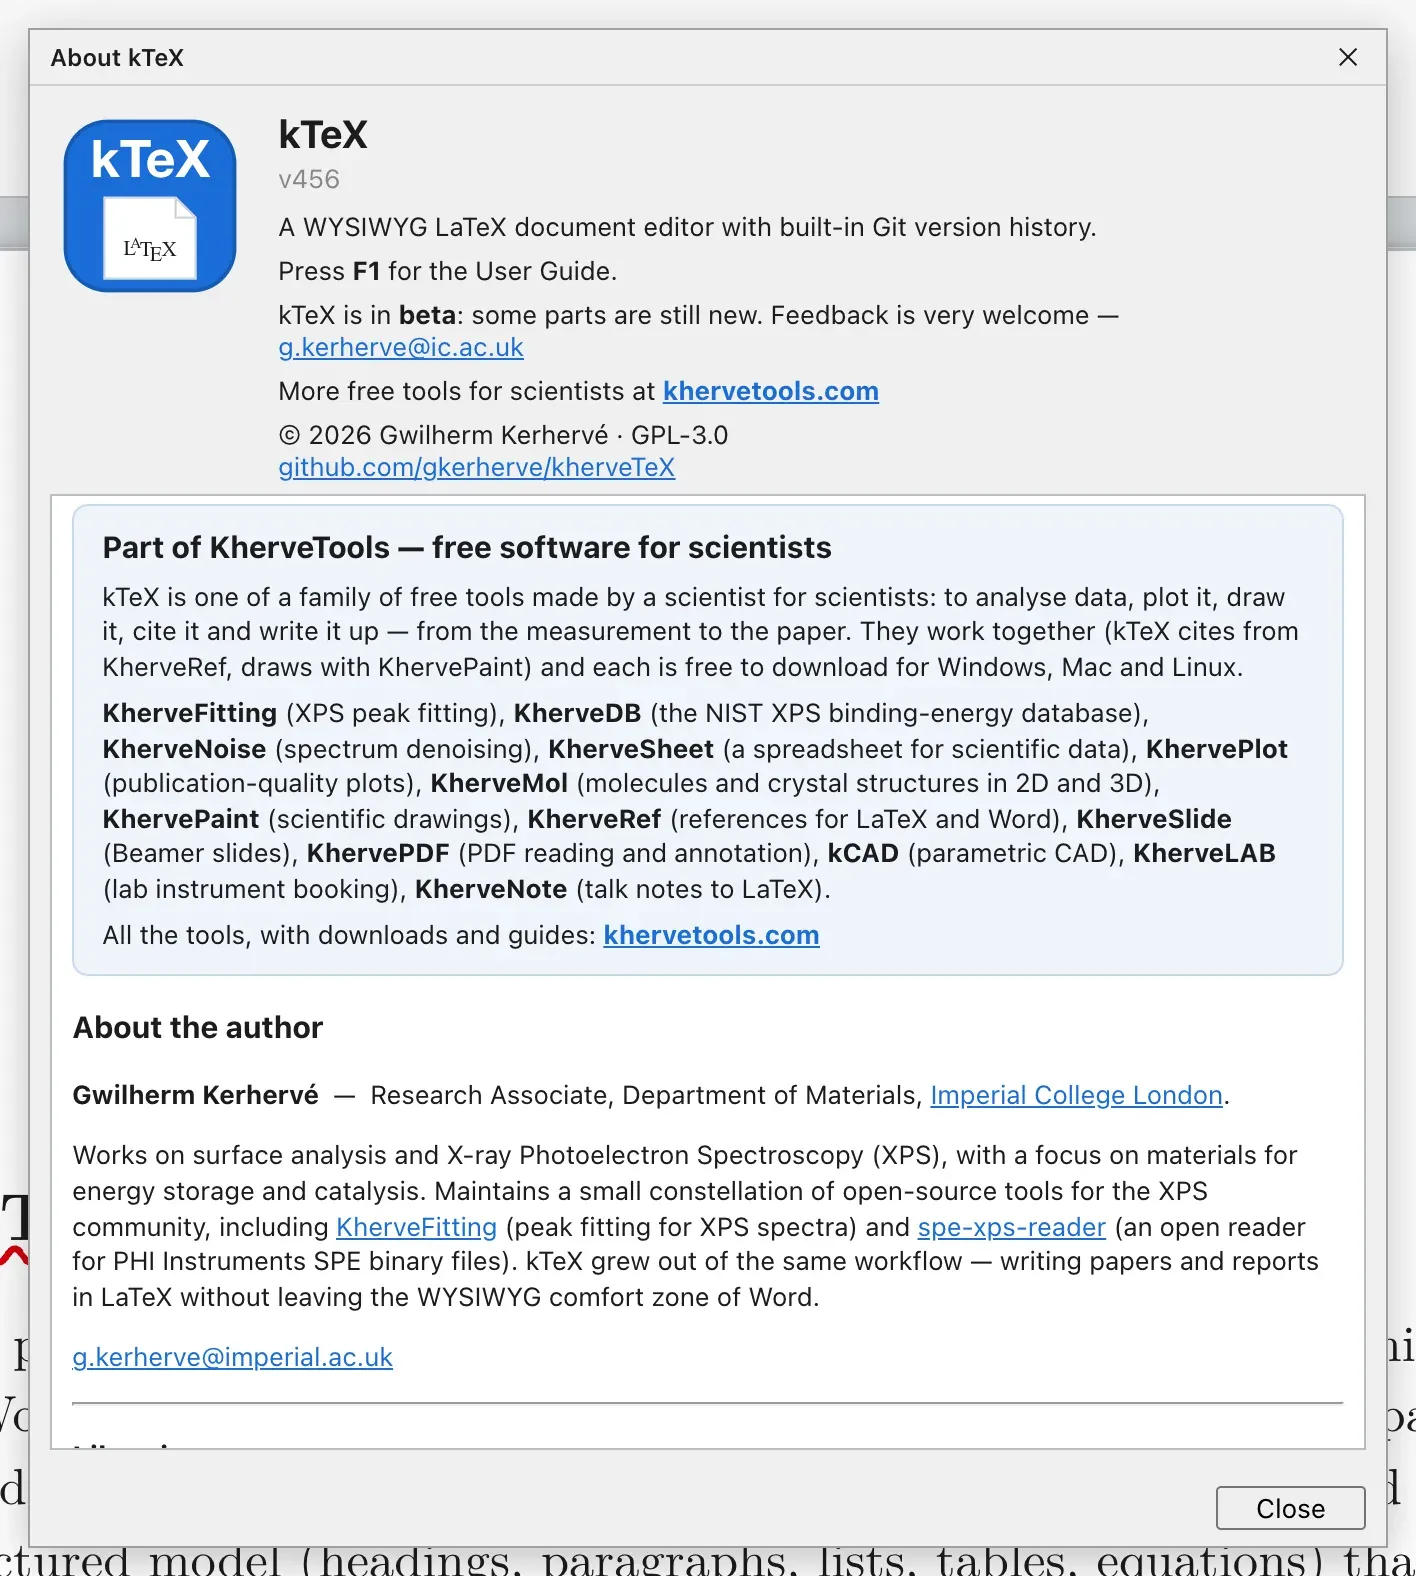 About kTeX
kTeX
LaTeX
kTeX
v456
A WYSIWYG LaTeX document editor with built-in Git version history.
Press F1 for the User Guide.
kTeX is in beta: some parts are still new. Feedback is very welcome —
g.kerherve@ic.ac.uk
More free tools for scientists at khervetools.com
© 2026 Gwilherm Kerhervé · GPL-3.0
github.com/gkerherve/kherveTeX
Part of KherveTools — free software for scientists
kTeX is one of a family of free tools made by a scientist for scientists: to analyse data, plot it, draw
it, cite it and write it up — from the measurement to the paper. They work together (kTeX cites from
KherveRef, draws with KhervePaint) and each is free to download for Windows, Mac and Linux.
KherveFitting (XPS peak fitting), KherveDB (the NIST XPS binding-energy database),
KherveNoise (spectrum denoising), KherveSheet (a spreadsheet for scientific data), KhervePlot
(publication-quality plots), KherveMol (molecules and crystal structures in 2D and 3D),
KhervePaint (scientific drawings), KherveRef (references for LaTeX and Word), KherveSlide
(Beamer slides), KhervePDF (PDF reading and annotation), kCAD (parametric CAD), KherveLAB
(lab instrument booking), KherveNote (talk notes to LaTeX).
All the tools, with downloads and guides: khervetools.com
About the author
Gwilherm Kerhervé — Research Associate, Department of Materials, Imperial College London.
Works on surface analysis and X-ray Photoelectron Spectroscopy (XPS), with a focus on materials for
energy storage and catalysis. Maintains a small constellation of open-source tools for the XPS
community, including KherveFitting (peak fitting for XPS spectra) and spe-xps-reader (an open reader
for PHI Instruments SPE binary files). kTeX grew out of the same workflow — writing papers and reports
in LaTeX without leaving the WYSIWYG comfort zone of Word.
g.kerherve@imperial.ac.uk
Close
ctured model (headings, paragraphs, lists, tables, equations) tha